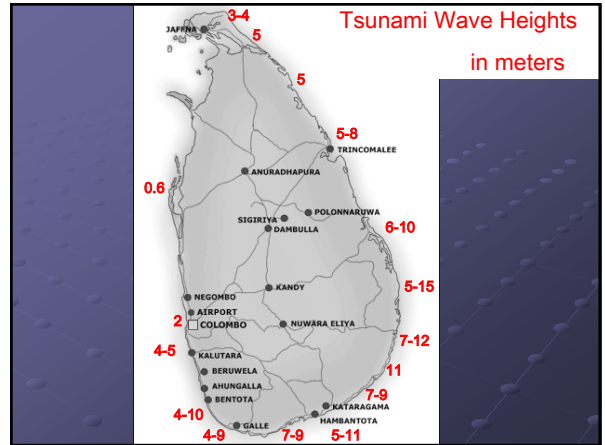 Tsunami Wave Heights
in meters
3-4
JAFFNA
5
5
5-8
TRINCOMALEE
ANURADHAPURA
0.6
POLONNARUWA
SIGIRIYA
6-10
DAMBULLA
5-15
KANDY
NEGOMBO
AIRPORT
2
COLOMBO
NUWARA ELIYA
7-12
4-5
KALUTARA
11
BERUWELA
AHUNGALLA
7-9
BENTOTA
KATARAGAMA
4-10
HAMBANTOTA
GALLE
4-9
7-9
5-11